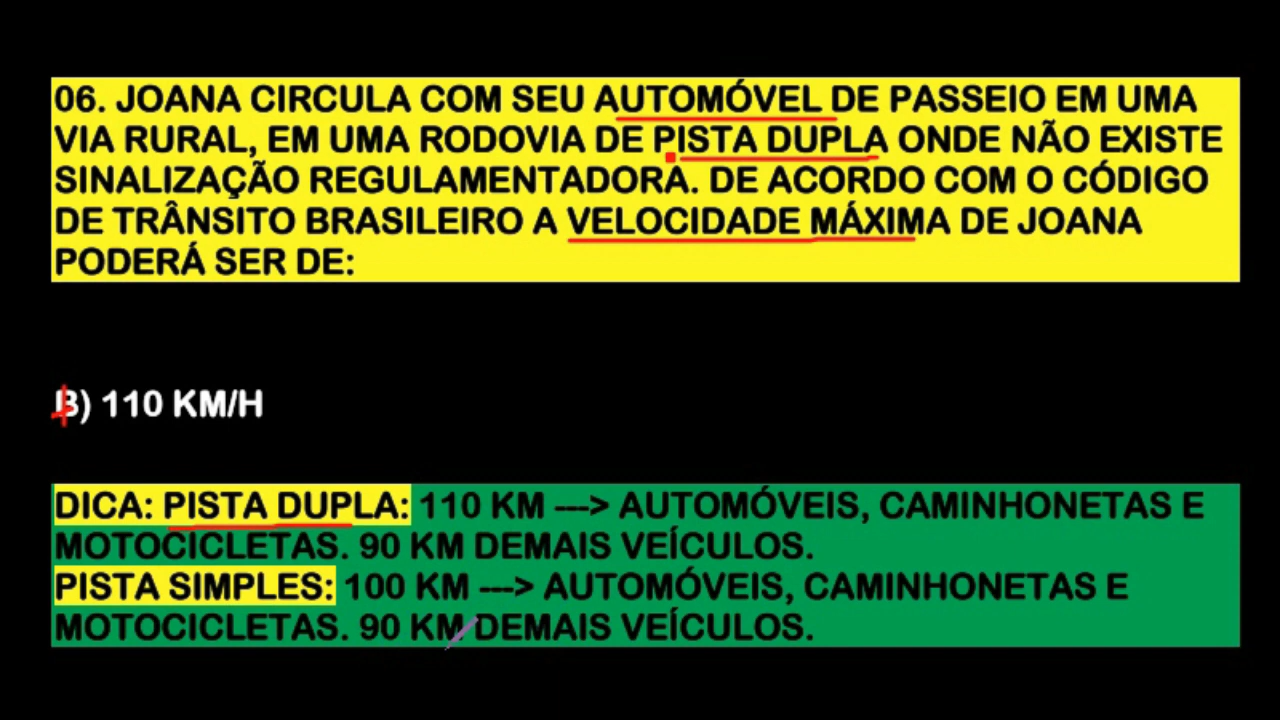 06. JOANA CIRCULA COM SEU AUTOMÓVEL DE PASSEIO EM UMA
VIA RURAL, EM UMA RODOVIA DE PISTA DUPLA ONDE NÃO EXISTE
SINALIZAÇÃO REGULAMENTADORA. DE ACORDO COM O CÓDIGO
DE TRÂNSITO BRASILEIRO A VELOCIDADE MÁXIMA DE JOANA
PODERÁ SER DE:
B) 110 KM/H
DICA: PISTA DUPLA: 110 KM ---> AUTOMÓVEIS, CAMINHONETAS E
MOTOCICLETAS. 90 KM DEMAIS VEÍCULOS.
PISTA SIMPLES: 100 KM ---> AUTOMÓVEIS, CAMINHONETAS E
MOTOCICLETAS. 90 KM DEMAIS VEÍCULOS.